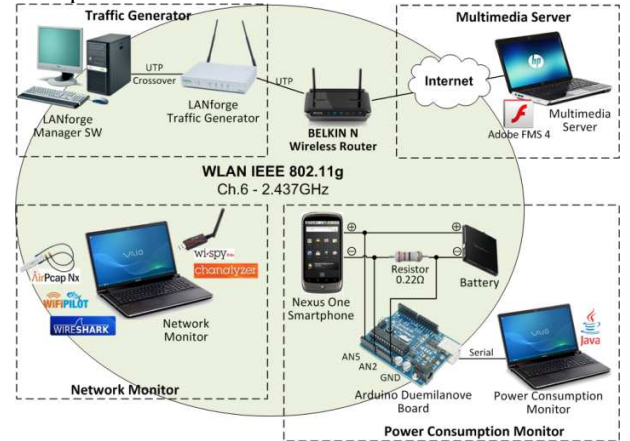 Traffic Generator
UTP
Crossover
LANforge
Manager SW
LANforge
Traffic Generator
UTP
BELKIN N
Wireless Router
Internet
Multimedia Server
hp
Adobe FMS 4
Multimedia
Server
WLAN IEEE 802.11g
Ch.6 - 2.437GHz
AirPcap Nx
WiFiPILOT
WIRESHARK
VAIO
wi-spy
chanalyzer
Network
Monitor
Network Monitor
Nexus One
Smartphone
Resistor
0.22Ω
Battery
AN5
AN2
GND
Arduino Duemilanove
Board
Serial
VAIO
Java
Power Consumption
Monitor
Power Consumption Monitor